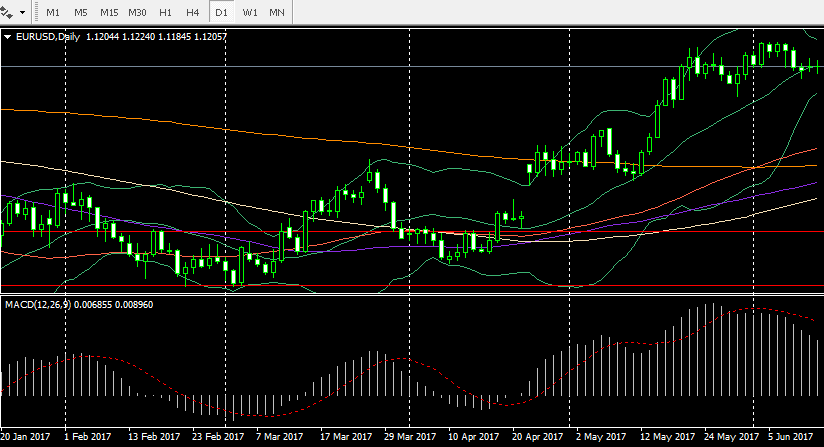 M1 M5 M15 M30 H1 H4 D1 W1 MN
EURUSD,Daily 1.12044 1.12240 1.11845 1.12057
MACD(12,26,9) 0.006855 0.008960
20 Jan 2017 1 Feb 2017 13 Feb 2017 23 Feb 2017 7 Mar 2017 17 Mar 2017 29 Mar 2017 10 Apr 2017 20 Apr 2017 2 May 2017 12 May 2017 24 May 2017 5 Jun 2017